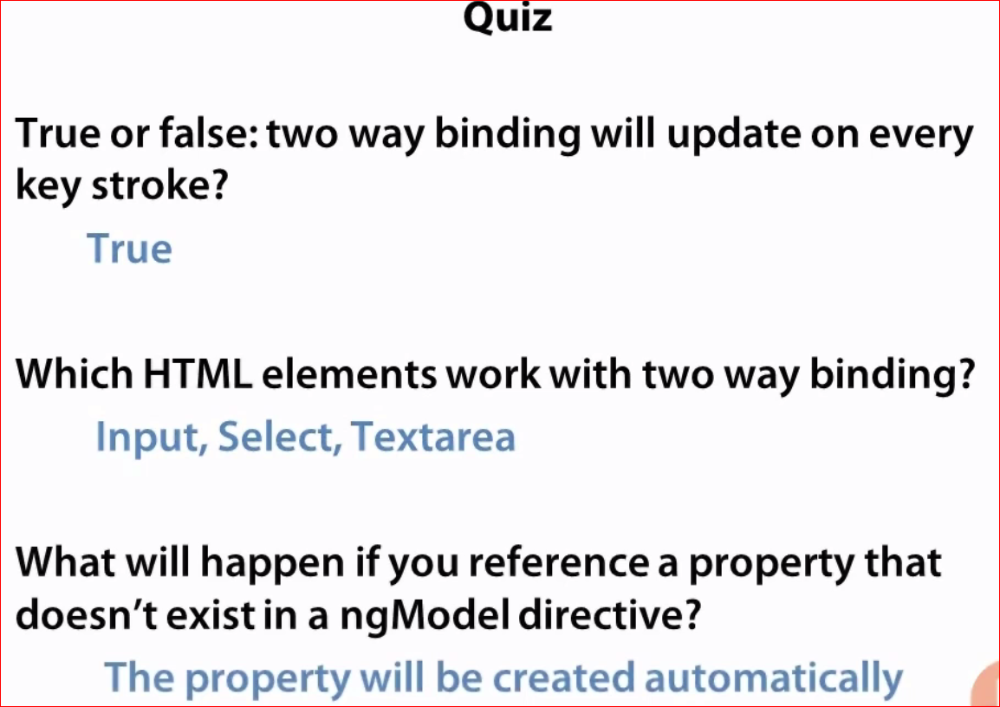 Quiz
True or false: two way binding will update on every
key stroke?
True
Which HTML elements work with two way binding?
Input, Select, Textarea
What will happen if you reference a property that
doesn't exist in a ngModel directive?
The property will be created automatically